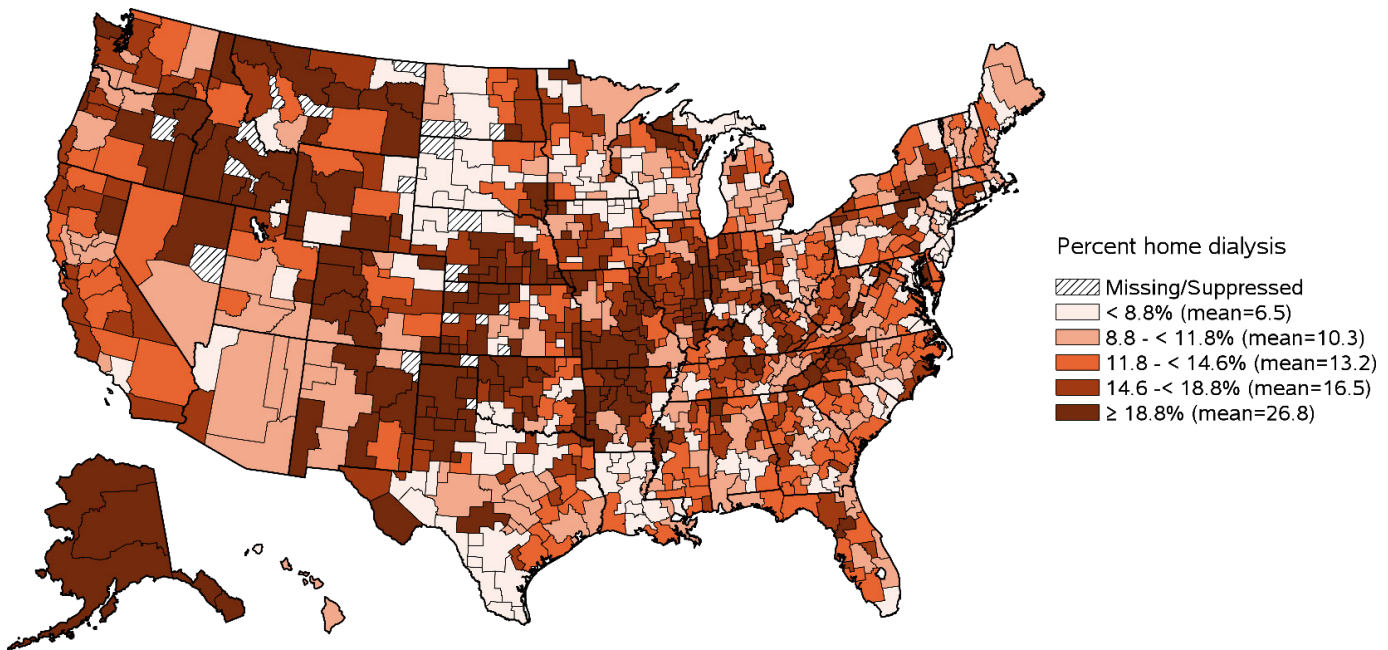 Percent home dialysis
Missing/Suppressed
< 8.8% (mean=6.5)
8.8 - < 11.8% (mean=10.3)
11.8 - < 14.6% (mean=13.2)
14.6 -< 18.8% (mean=16.5)
≥ 18.8% (mean=26.8)